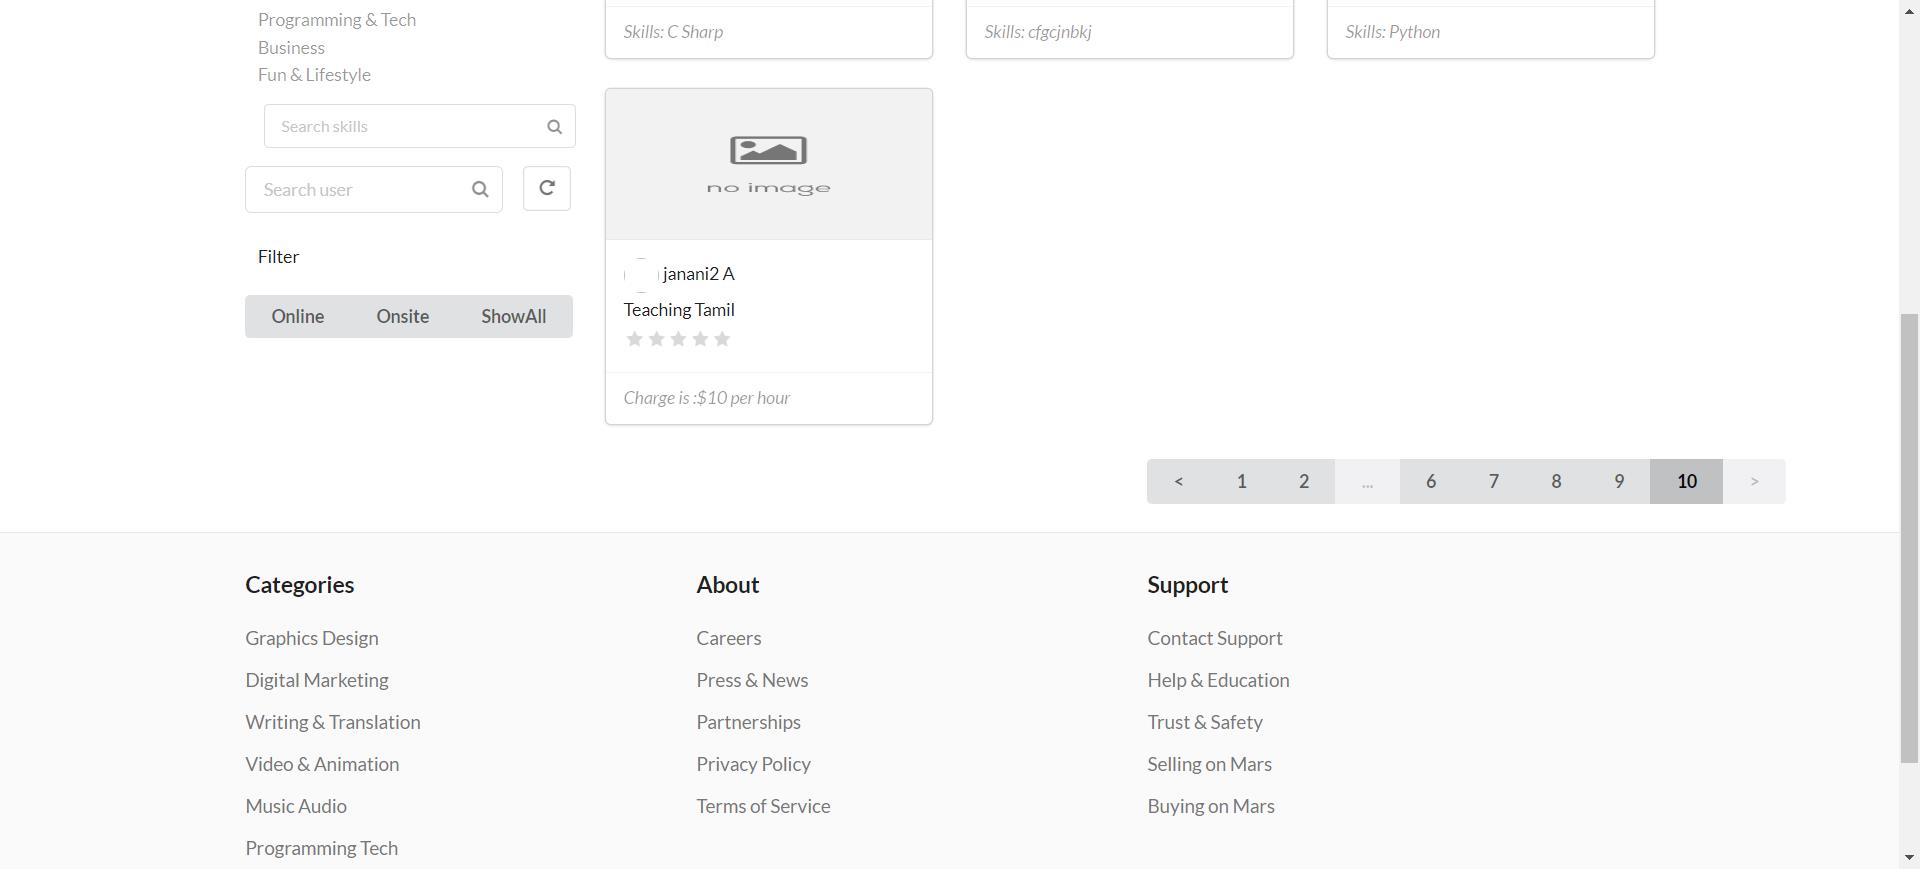 Programming & Tech
Business
Fun & Lifestyle
Search skills
Search user
Filter
Online Onsite ShowAll
Skills: C Sharp
Skills: cfgcjnbkj
Skills: Python
no image
janani2 A
Teaching Tamil
Charge is :$10 per hour
< 1 2 ... 6 7 8 9 10 >
Categories
Graphics Design
Digital Marketing
Writing & Translation
Video & Animation
Music Audio
Programming Tech
About
Careers
Press & News
Partnerships
Privacy Policy
Terms of Service
Support
Contact Support
Help & Education
Trust & Safety
Selling on Mars
Buying on Mars